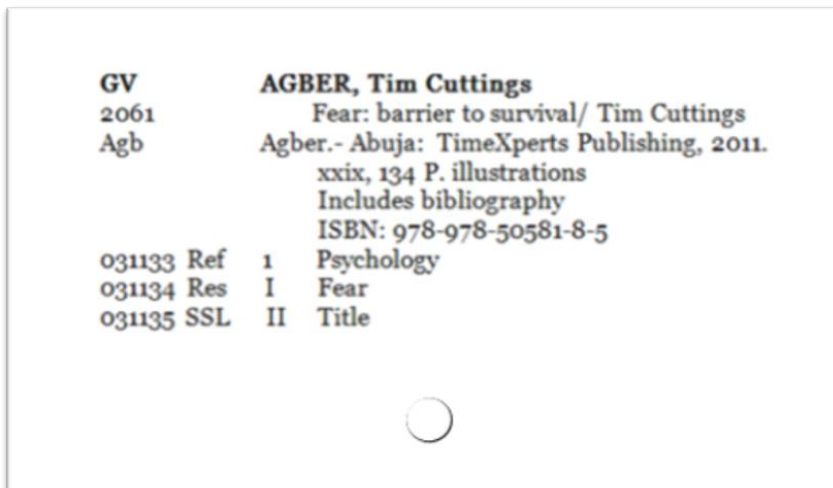 GV AGBER, Tim Cuttings
2061 Fear: barrier to survival/ Tim Cuttings
Agb Agber.- Abuja: TimeXperts Publishing, 2011.
xxix, 134 P. illustrations
Includes bibliography
ISBN: 978-978-50581-8-5
031133 Ref 1 Psychology
031134 Res I Fear
031135 SSL II Title